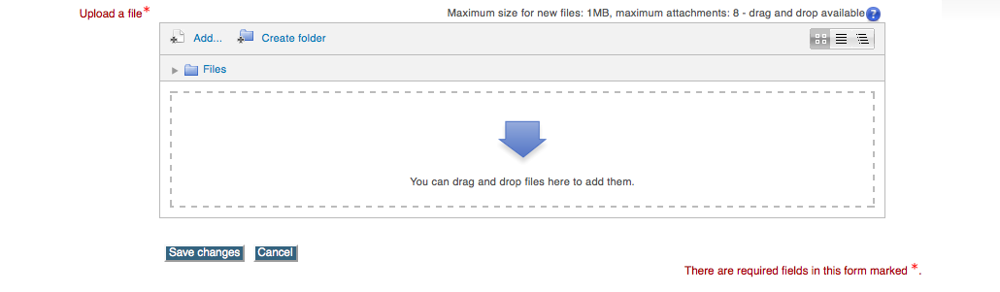 Upload a file*
Maximum size for new files: 1MB, maximum attachments: 8 - drag and drop available ?
Add... Create folder
Files
You can drag and drop files here to add them.
Save changes Cancel
There are required fields in this form marked *.